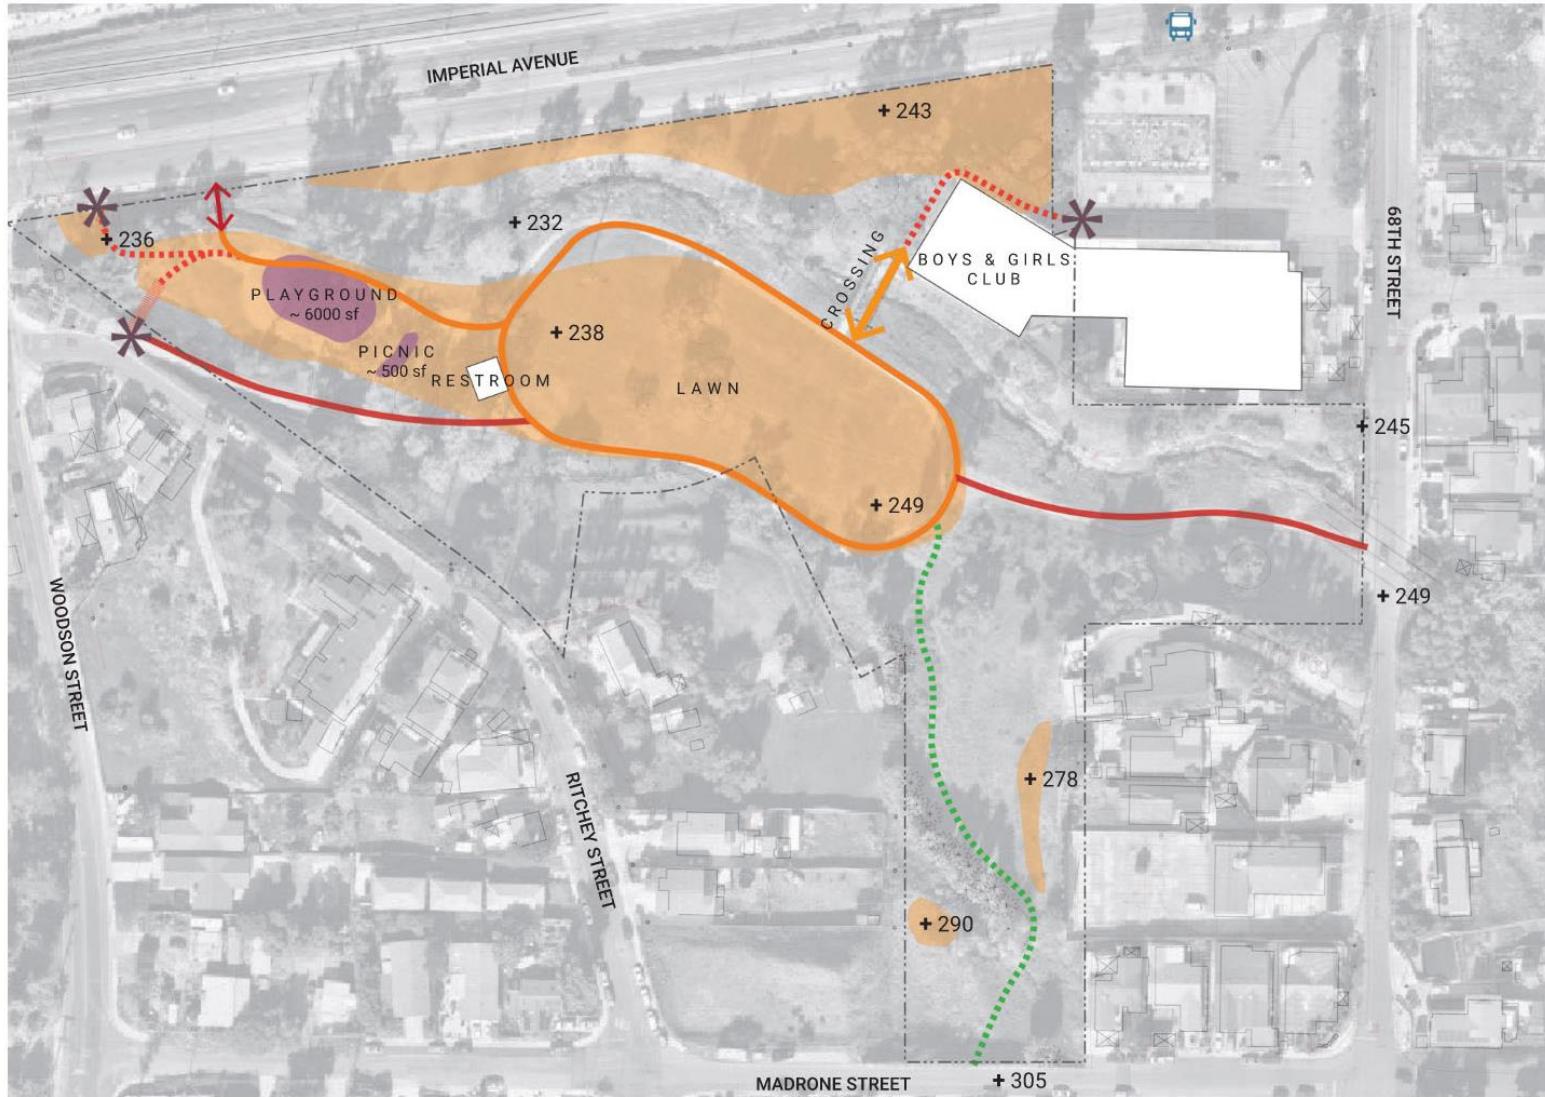 IMPERIAL AVENUE
+ 243
+ 232
+ 236
68TH STREET
CROSSING
BOYS & GIRLS
CLUB
PLAYGROUND
~ 6000 sf
+ 238
PICNIC
~ 500 sf
RESTROOM
LAWN
+ 245
+ 249
+ 249
WOODSON STREET
RITCHEY STREET
+ 278
+ 290
MADRONE STREET
+ 305